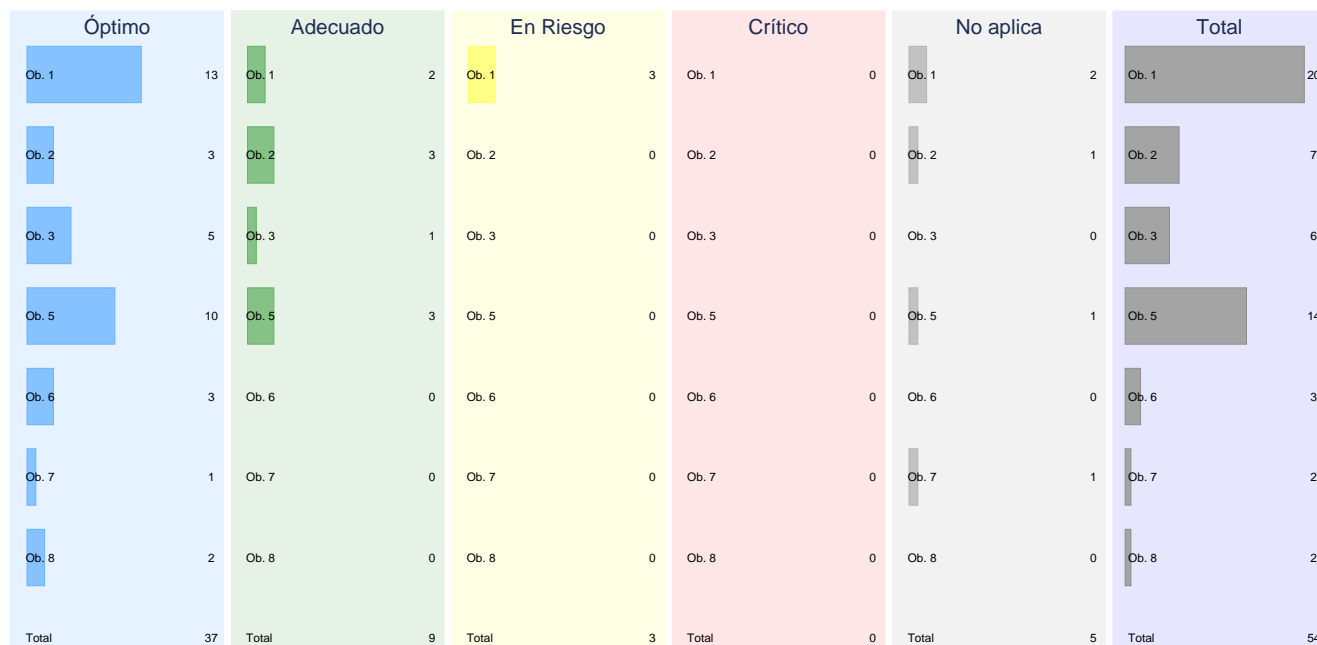 Óptimo Adecuado En Riesgo Crítico No aplica Total
Ob. 1 13 Ob. 1 2 Ob. 1 3 Ob. 1 0 Ob. 1 2 Ob. 1 20
Ob. 2 3 Ob. 2 3 Ob. 2 0 Ob. 2 0 Ob. 2 1 Ob. 2 7
Ob. 3 5 Ob. 3 1 Ob. 3 0 Ob. 3 0 Ob. 3 0 Ob. 3 6
Ob. 5 10 Ob. 5 3 Ob. 5 0 Ob. 5 0 Ob. 5 1 Ob. 5 14
Ob. 6 3 Ob. 6 0 Ob. 6 0 Ob. 6 0 Ob. 6 0 Ob. 6 3
Ob. 7 1 Ob. 7 0 Ob. 7 0 Ob. 7 0 Ob. 7 1 Ob. 7 2
Ob. 8 2 Ob. 8 0 Ob. 8 0 Ob. 8 0 Ob. 8 0 Ob. 8 2
Total 37 Total 9 Total 3 Total 0 Total 5 Total 54